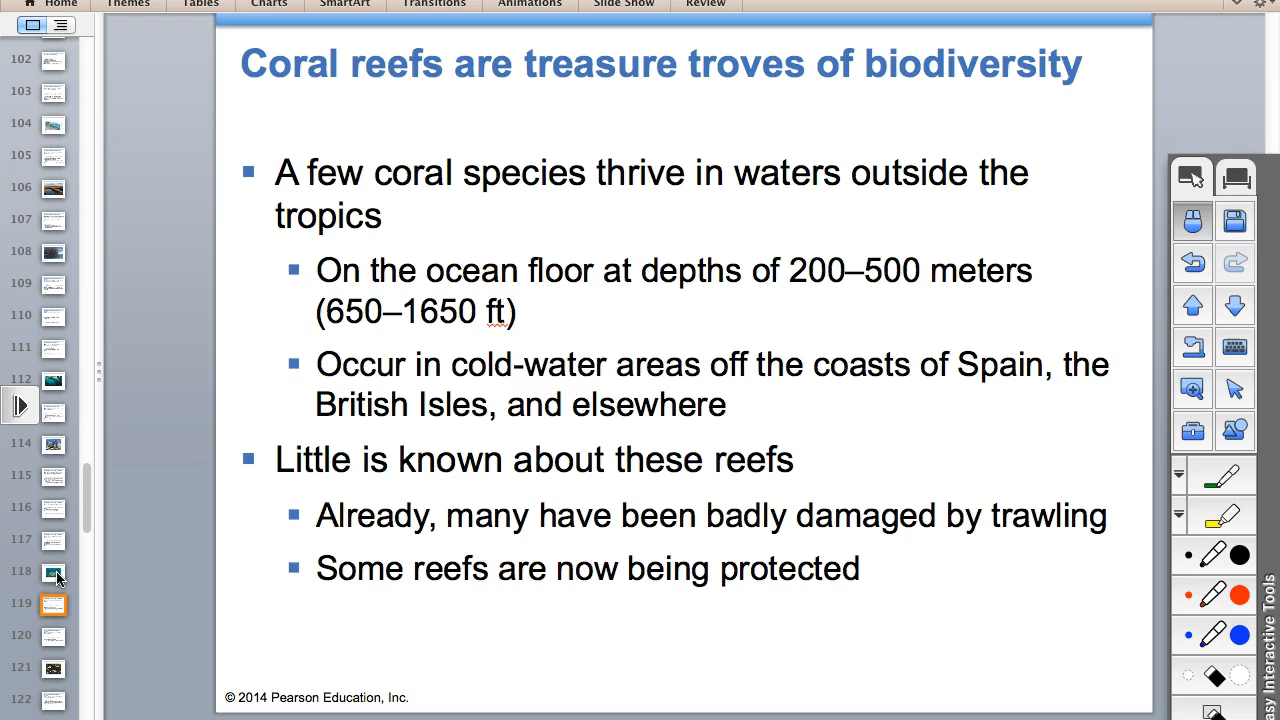 Home Themes Tables Charts SmartArt Transitions Animations Slide Show Review
102
103
104
105
106
107
108
109
110
111
112
114
115
116
117
118
119
120
121
122
Coral reefs are treasure troves of biodiversity
A few coral species thrive in waters outside the
tropics
On the ocean floor at depths of 200–500 meters
(650–1650 ft)
Occur in cold-water areas off the coasts of Spain, the
British Isles, and elsewhere
Little is known about these reefs
Already, many have been badly damaged by trawling
Some reefs are now being protected
© 2014 Pearson Education, Inc.
Interactive Tools